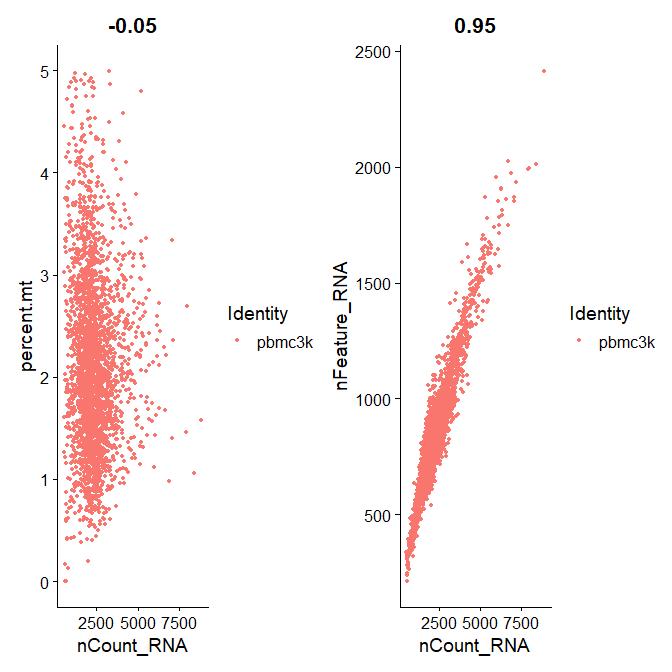 -0.05
percent.mt
5
4
3
2
1
0
2500 5000 7500
nCount_RNA
Identity
pbmc3k
0.95
nFeature_RNA
2500
2000
1500
1000
500
2500 5000 7500
nCount_RNA
Identity
pbmc3k